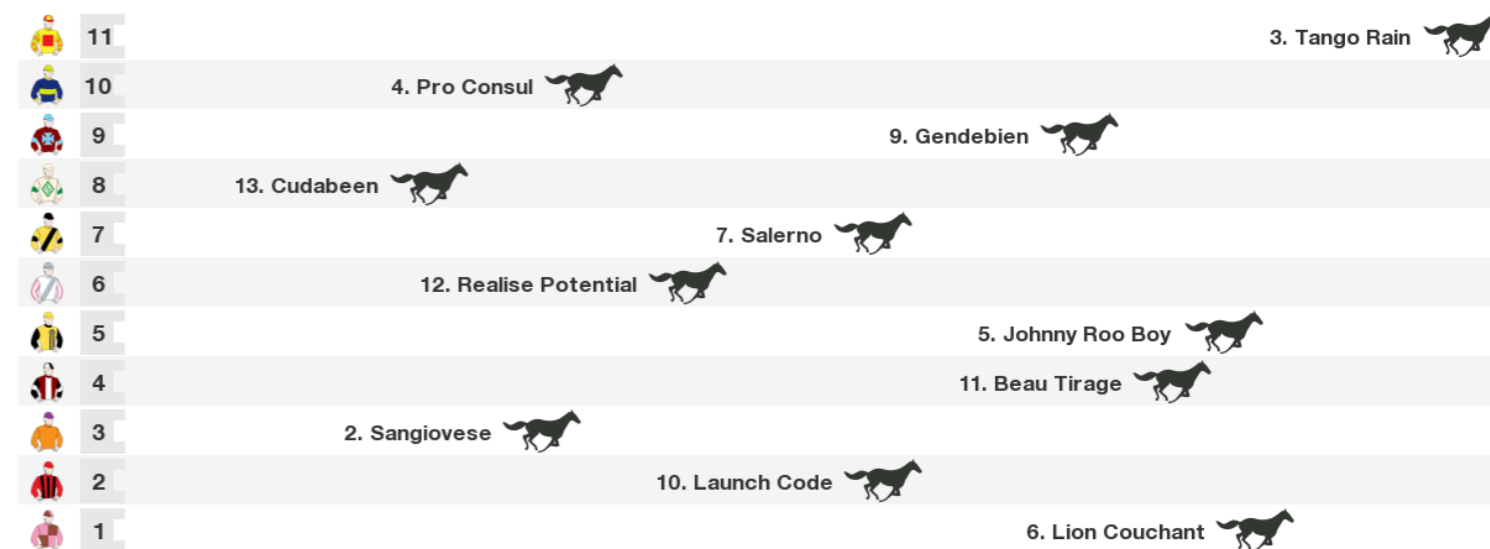 11 3. Tango Rain
10 4. Pro Consul
9 9. Gendebien
8 13. Cudabeen
7 7. Salerno
6 12. Realise Potential
5 5. Johnny Roo Boy
4 11. Beau Tirage
3 2. Sangiovese
2 10. Launch Code
1 6. Lion Couchant